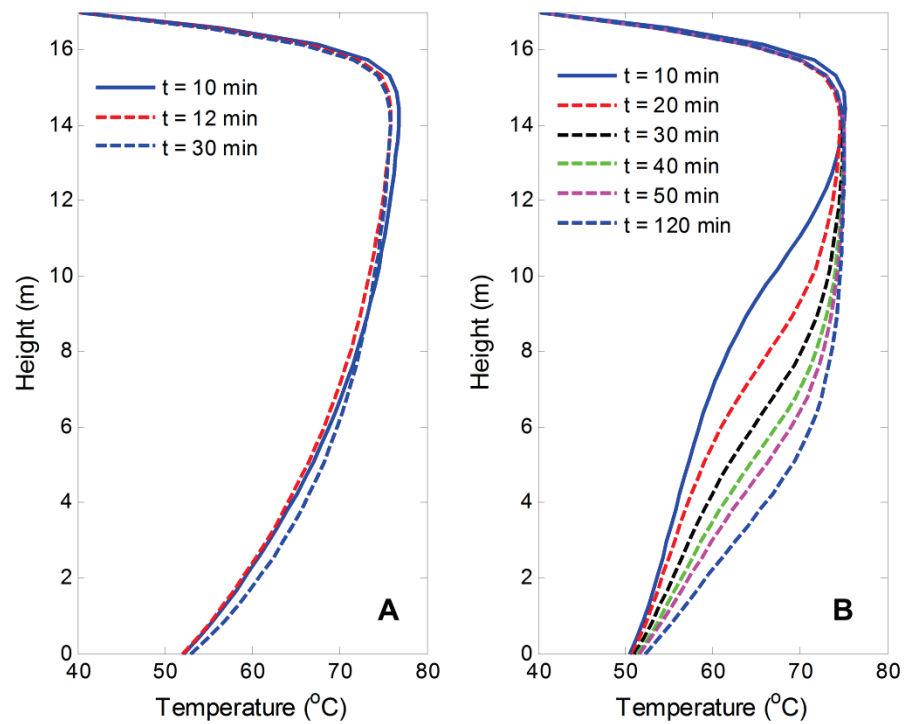 16
14
12
10
8
6
4
2
0
Height (m)
t = 10 min
t = 12 min
t = 30 min
A
40
50
60
70
80
Temperature (°C)
16
14
12
10
8
6
4
2
0
Height (m)
t = 10 min
t = 20 min
t = 30 min
t = 40 min
t = 50 min
t = 120 min
B
40
50
60
70
80
Temperature (°C)